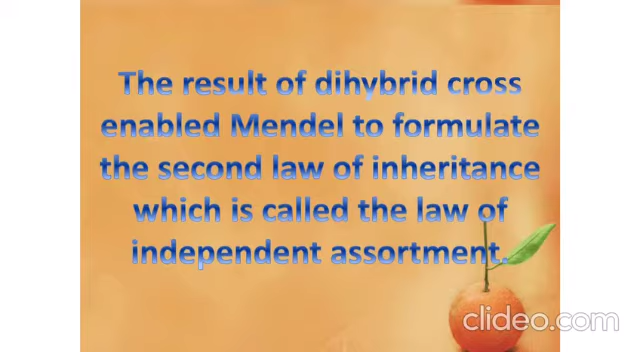 The result of dihybrid cross
enabled Mendel to formulate
the second law of inheritance
which is called the law of
independent assortment.
clideo.com